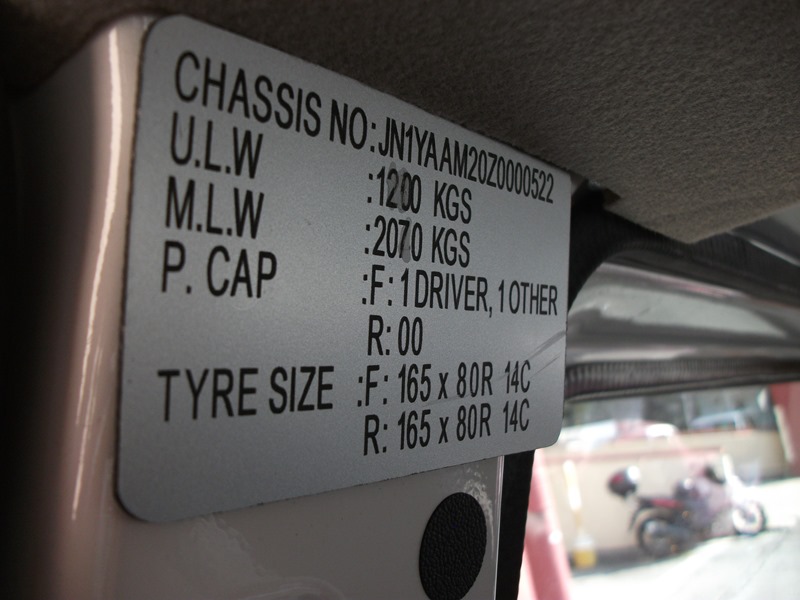 CHASSIS NO:JN1YAAM20Z0000522
U.L.W :1200 KGS
M.L.W :2070 KGS
P. CAP :F: 1 DRIVER, 1 OTHER
R: 00
TYRE SIZE :F: 165 x 80R 14C
R: 165 x 80R 14C